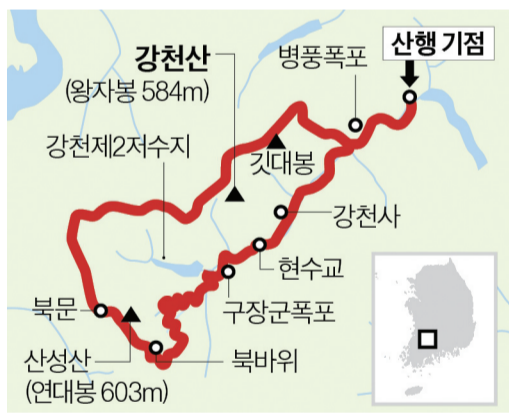 산행 기점
병풍폭포
강천산
(왕자봉 584m)
강천제2저수지
깃대봉
강천사
현수교
구장군폭포
북문
북바위
산성산
(연대봉 603m)